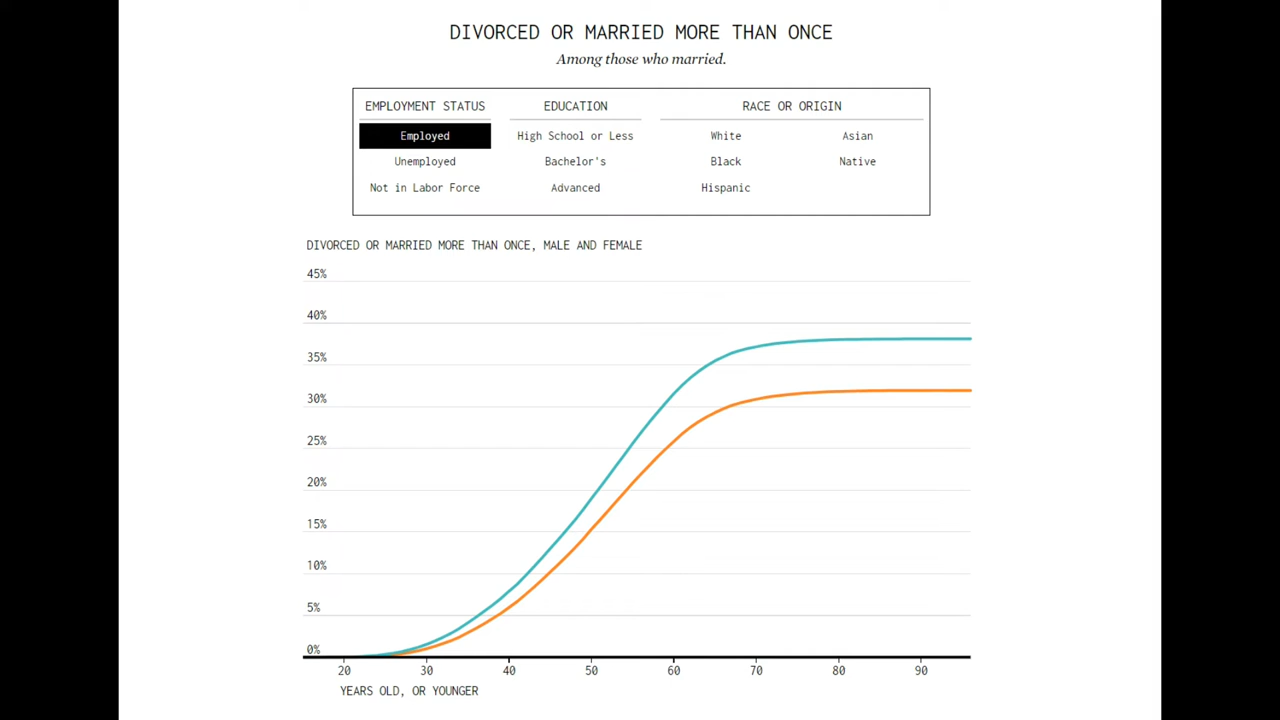 DIVORCED OR MARRIED MORE THAN ONCE
Among those who married.
EMPLOYMENT STATUS
Employed
Unemployed
Not in Labor Force
EDUCATION
High School or Less
Bachelor's
Advanced
RACE OR ORIGIN
White
Black
Hispanic
Asian
Native
DIVORCED OR MARRIED MORE THAN ONCE, MALE AND FEMALE
45%
40%
35%
30%
25%
20%
15%
10%
5%
0%
20 30 40 50 60 70 80 90
YEARS OLD, OR YOUNGER